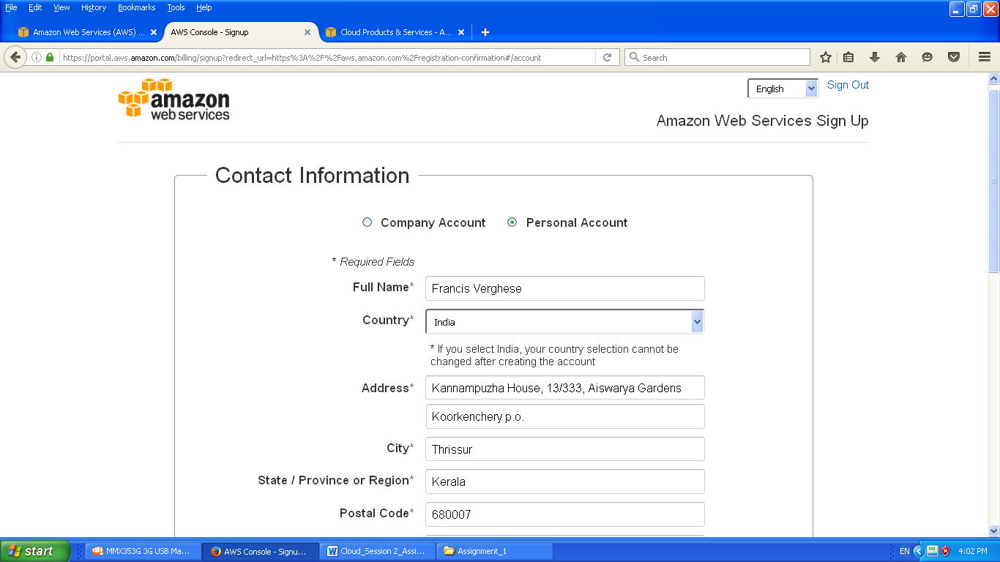 File Edit View History Bookmarks Tools Help
Amazon Web Services (AWS) ... AWS Console - Signup Cloud Products & Services - A...
https://portal.aws.amazon.com/billing/signup?redirect_url=https%3A%2F%2Faws.amazon.com%2Fregistration-confirmation#/account Search
English Sign Out
amazon
web services
Amazon Web Services Sign Up
Contact Information
Company Account Personal Account
* Required Fields
Full Name* Francis Verghese
Country* India
* If you select India, your country selection cannot be
changed after creating the account
Address* Kannampuzha House, 13/333, Aiswarya Gardens
Koorkenchery p.o.
City* Thrissur
State / Province or Region* Kerala
Postal Code* 680007
start MMX353G 3G USB Ma... AWS Console - Signu... Cloud_Session 2_Assi... Assignment_1 EN 4:02 PM